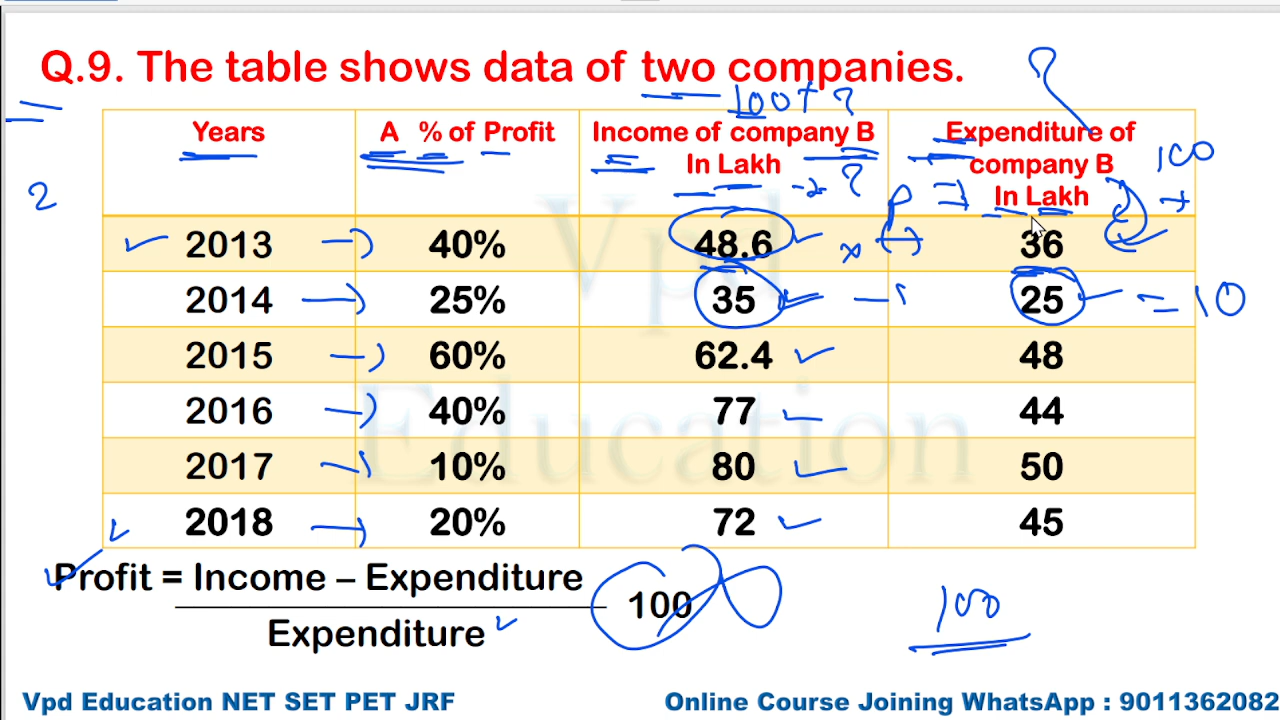 Q.9. The table shows data of two companies.
100 + ?
Years A % of Profit Income of company B In Lakh Expenditure of company B In Lakh
100
+
?
?
2
P
2013 40% 48.6 36
2014 25% 35 25 = 10
2015 60% 62.4 48
2016 40% 77 44
2017 10% 80 50
2018 20% 72 45
Vpd
Education
Profit = Income – Expenditure
100
Expenditure
100
Vpd Education NET SET PET JRF Online Course Joining WhatsApp : 9011362082